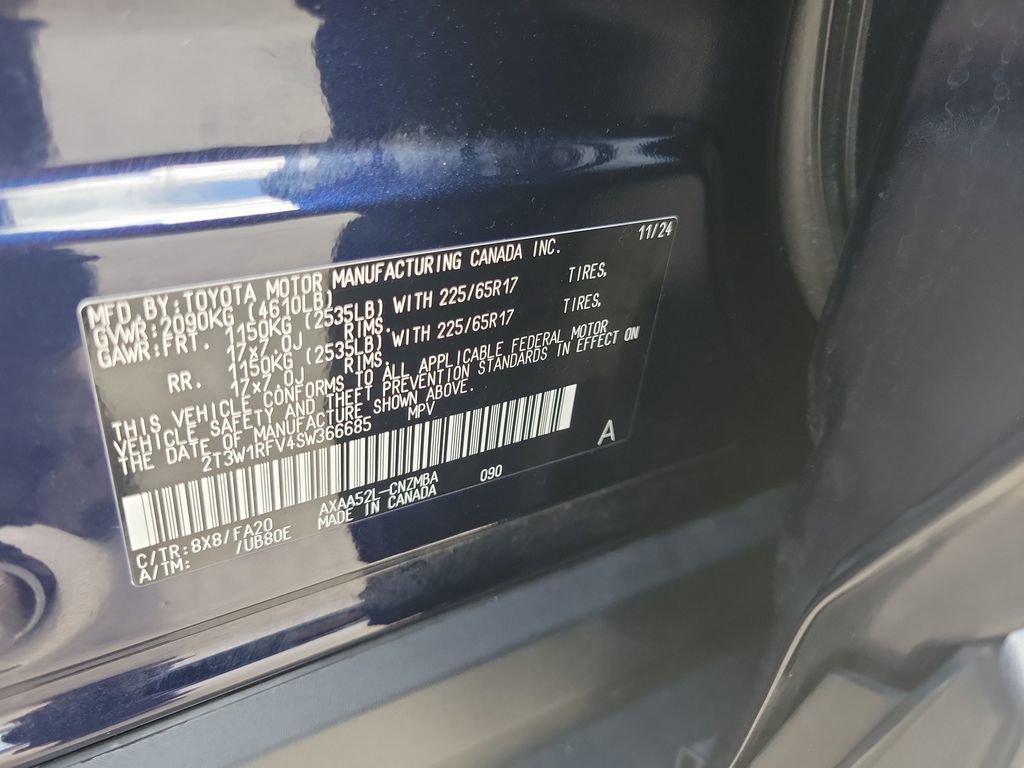 11/24
MFD.BY:TOYOTA MOTOR MANUFACTURING CANADA INC.
GVWR:2090KG (4610LB)
GAWR:FRT. 1150KG (2535LB) WITH 225/65R17 TIRES,
17x7.0J RIMS.
RR. 1150KG (2535LB) WITH 225/65R17 TIRES,
17x7.0J RIMS.
THIS VEHICLE CONFORMS TO ALL APPLICABLE FEDERAL MOTOR
VEHICLE SAFETY AND THEFT PREVENTION STANDARDS IN EFFECT ON
THE DATE OF MANUFACTURE SHOWN ABOVE.
2T3W1RFV4SW366685 MPV
A
C/TR:8X8/FA20 AXAA52L-CNZMBA 090
A/TM: /UB80E MADE IN CANADA